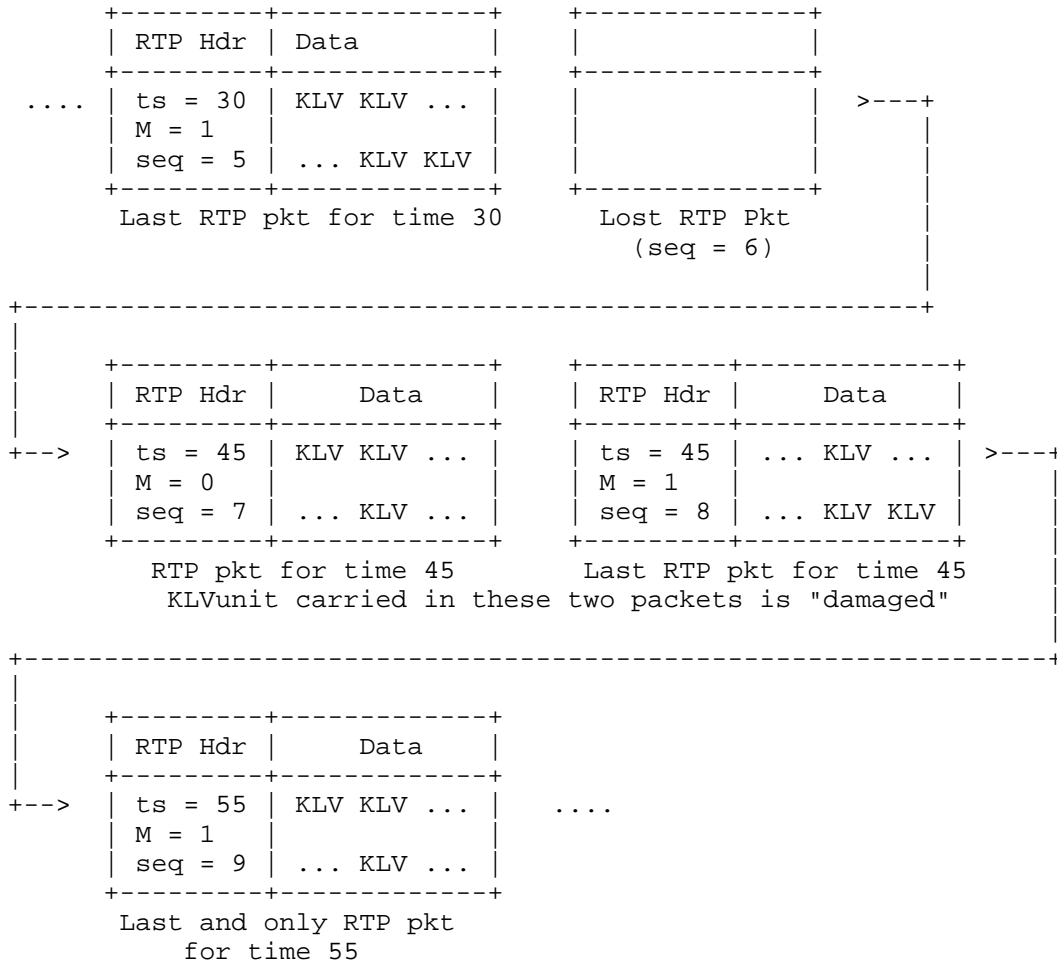 RTP Hdr Data
.... ts = 30 KLV KLV ... >---+
M = 1
seq = 5 ... KLV KLV
Last RTP pkt for time 30 Lost RTP Pkt
(seq = 6)
RTP Hdr Data RTP Hdr Data
+--> ts = 45 KLV KLV ... ts = 45 ... KLV ... >---+
M = 0 M = 1
seq = 7 ... KLV ... seq = 8 ... KLV KLV
RTP pkt for time 45 Last RTP pkt for time 45
KLVunit carried in these two packets is "damaged"
RTP Hdr Data
+--> ts = 55 KLV KLV ... ....
M = 1
seq = 9 ... KLV ...
Last and only RTP pkt
for time 55